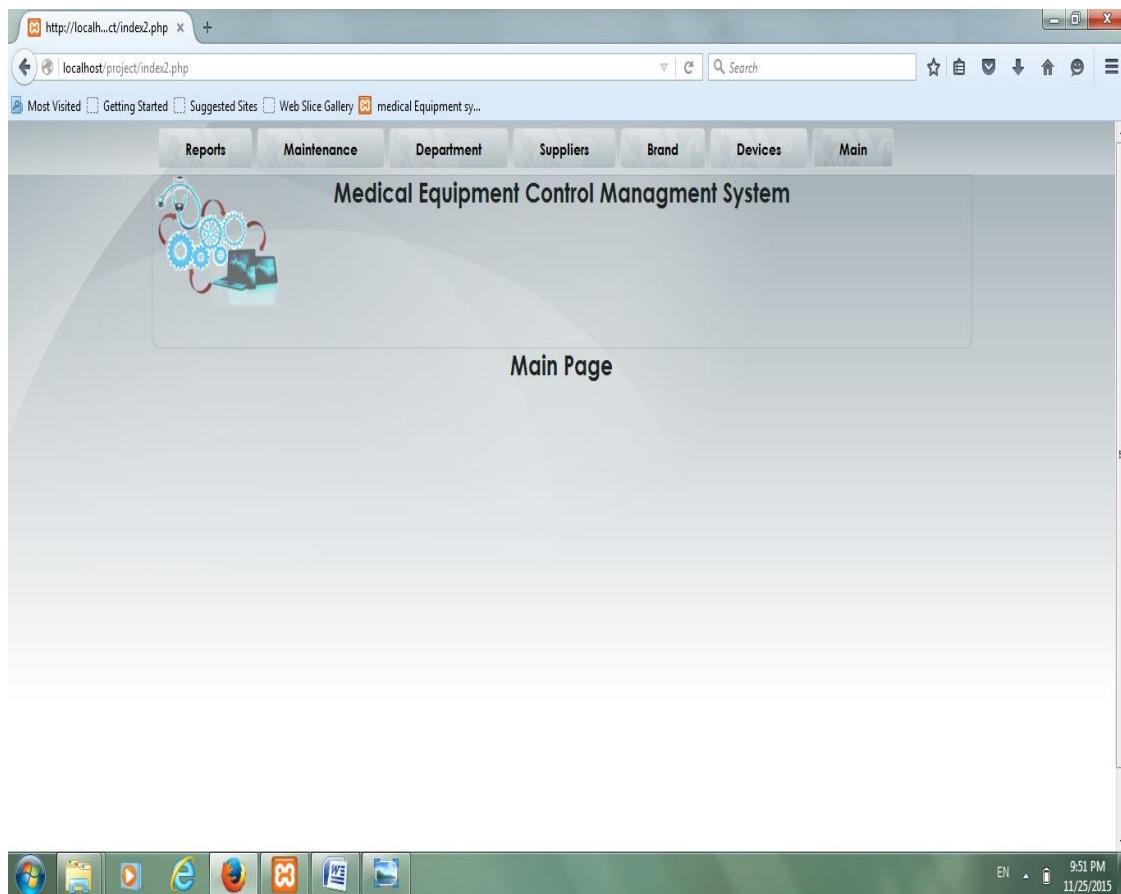 http://localh...ct/index2.php × +
localhost/project/index2.php Search
Most Visited Getting Started Suggested Sites Web Slice Gallery medical Equipment sy...
Reports Maintenance Department Suppliers Brand Devices Main
Medical Equipment Control Managment System
Main Page
EN 9:51 PM
11/25/2015